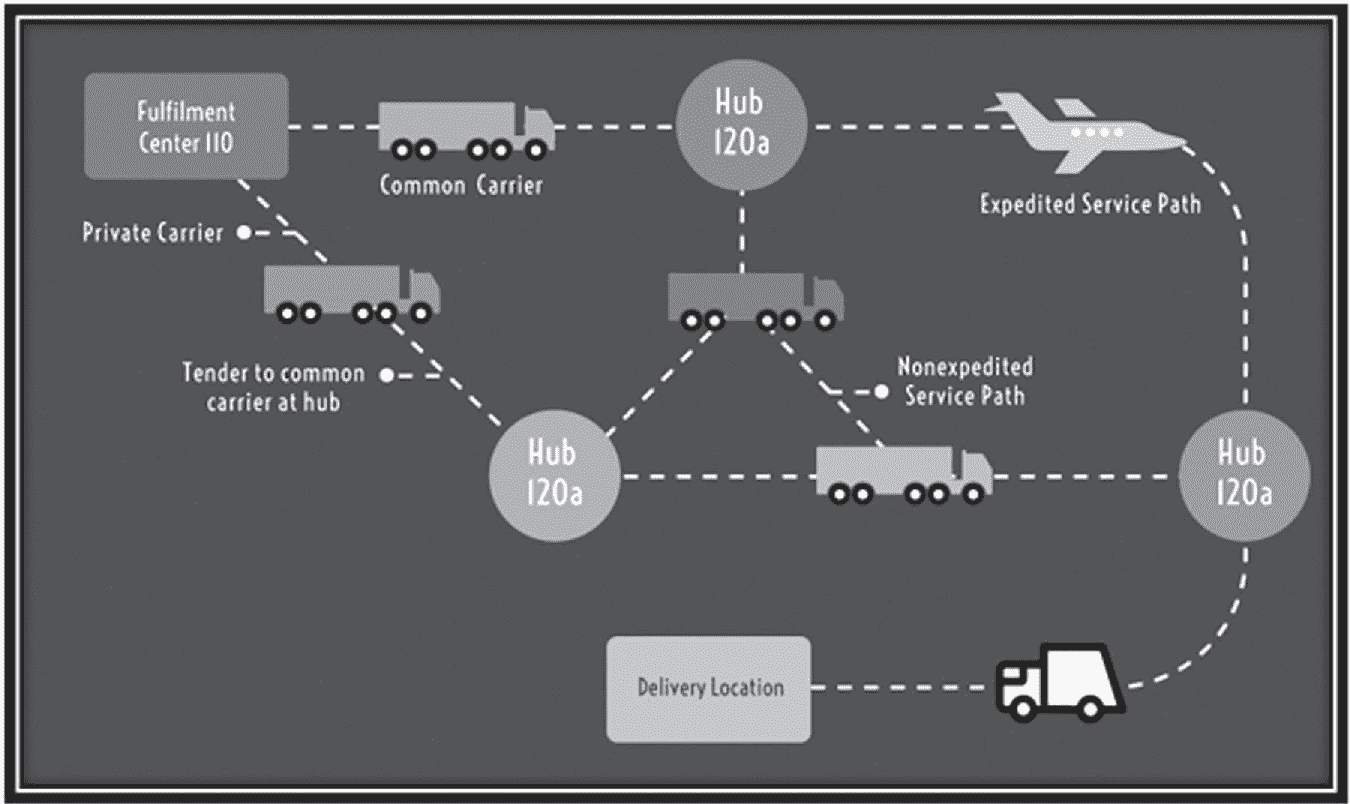 Fulfilment
Center 110
Common Carrier
Hub
120a
Expedited Service Path
Private Carrier
Tender to common
carrier at hub
Nonexpedited
Service Path
Hub
120a
Hub
120a
Delivery Location